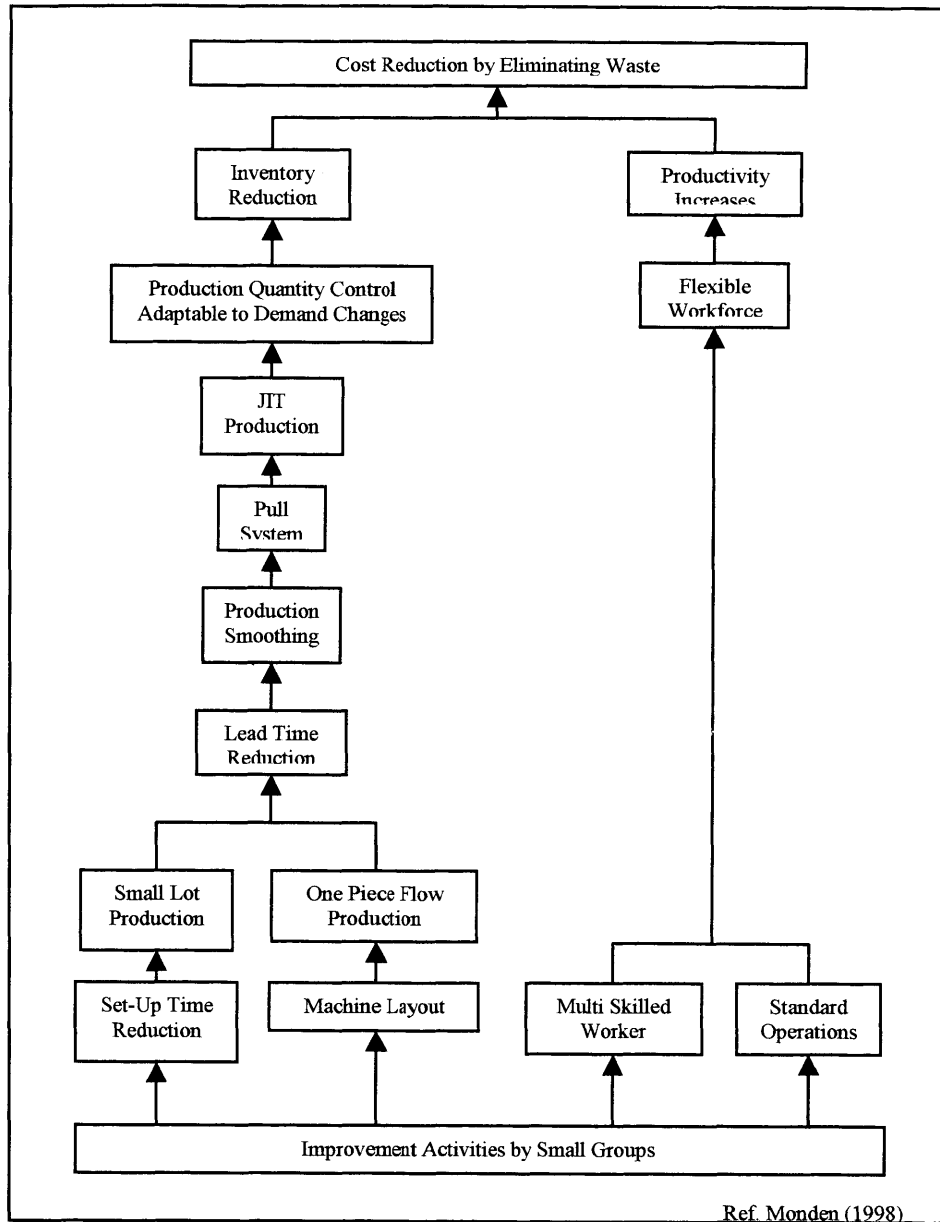 Cost Reduction by Eliminating Waste
Inventory
Reduction
Productivity
Increases
Production Quantity Control
Adaptable to Demand Changes
Flexible
Workforce
JIT
Production
Pull
System
Production
Smoothing
Lead Time
Reduction
Small Lot
Production
One Piece Flow
Production
Set-Up Time
Reduction
Machine Layout
Multi Skilled
Worker
Standard
Operations
Improvement Activities by Small Groups
Ref. Monden (1998)